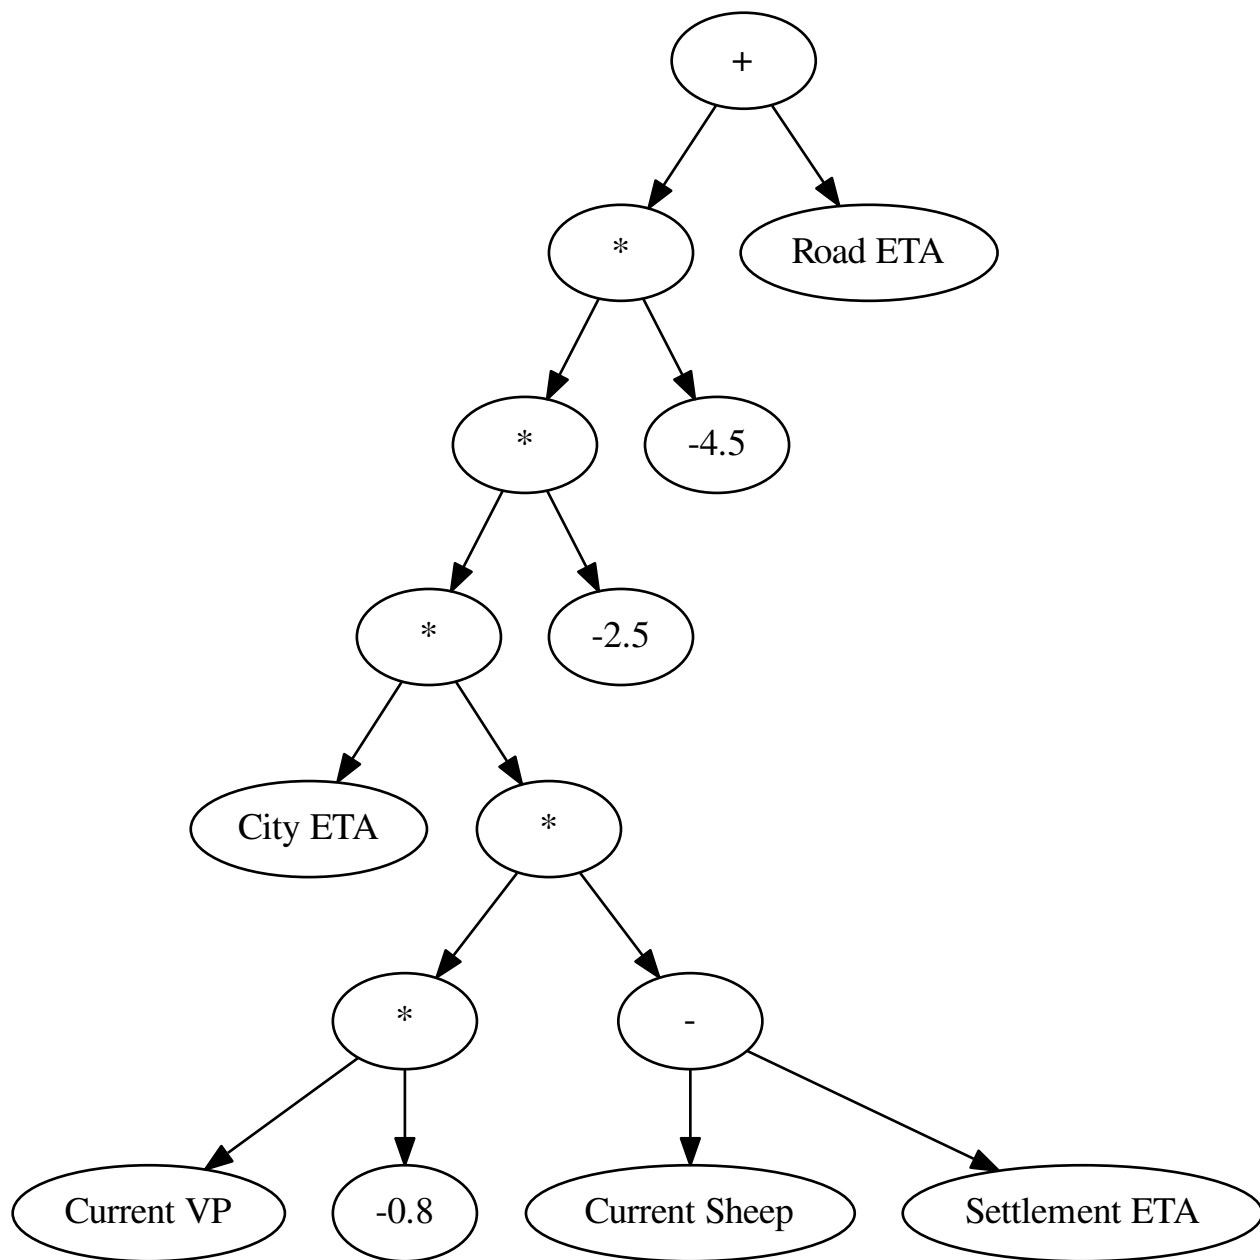 +
*
Road ETA
*
-4.5
*
-2.5
City ETA
*
*
-
Current VP
-0.8
Current Sheep
Settlement ETA